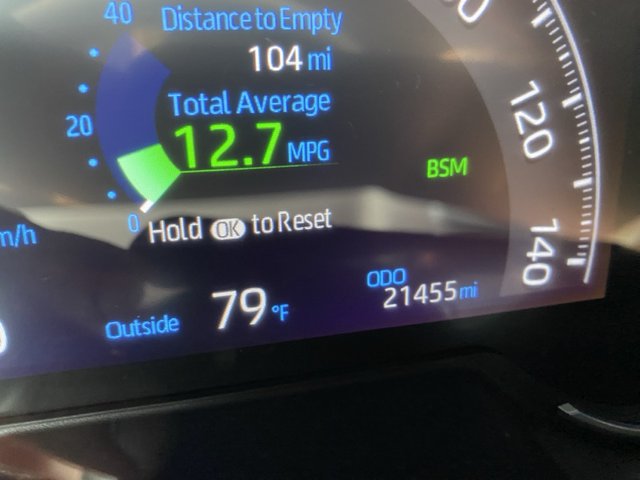 40
Distance to Empty
104 mi
Total Average
20
12.7 MPG
BSM
120
0
Hold OK to Reset
m/h
140
Outside 79 °F
ODO
21455 mi